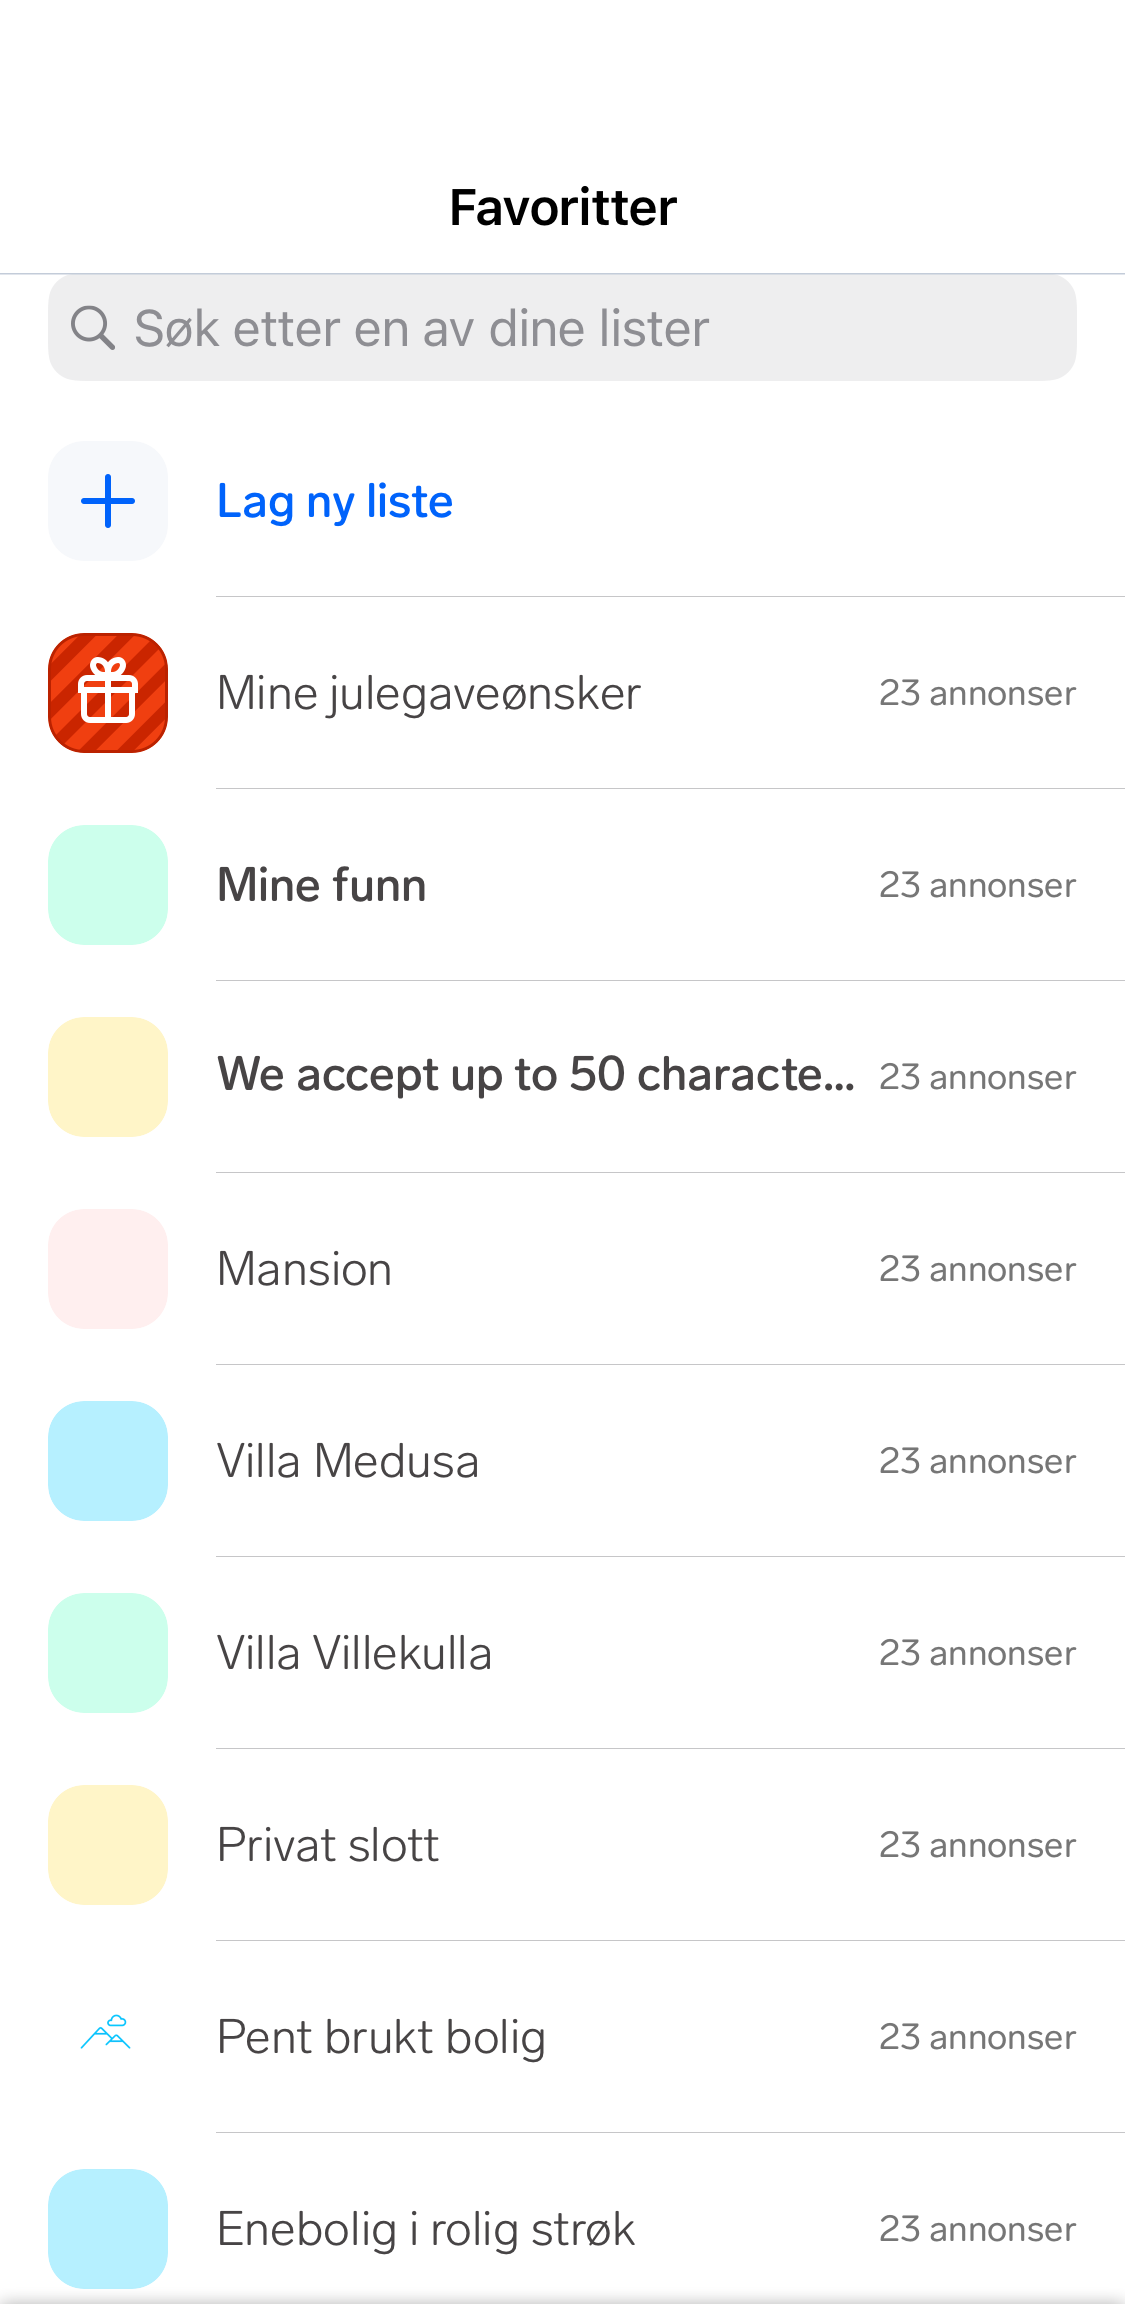 Favoritter
Søk etter en av dine lister
Lag ny liste
Mine julegaveønsker 23 annonser
Mine funn 23 annonser
We accept up to 50 characte... 23 annonser
Mansion 23 annonser
Villa Medusa 23 annonser
Villa Villekulla 23 annonser
Privat slott 23 annonser
Pent brukt bolig 23 annonser
Enebolig i rolig strøk 23 annonser